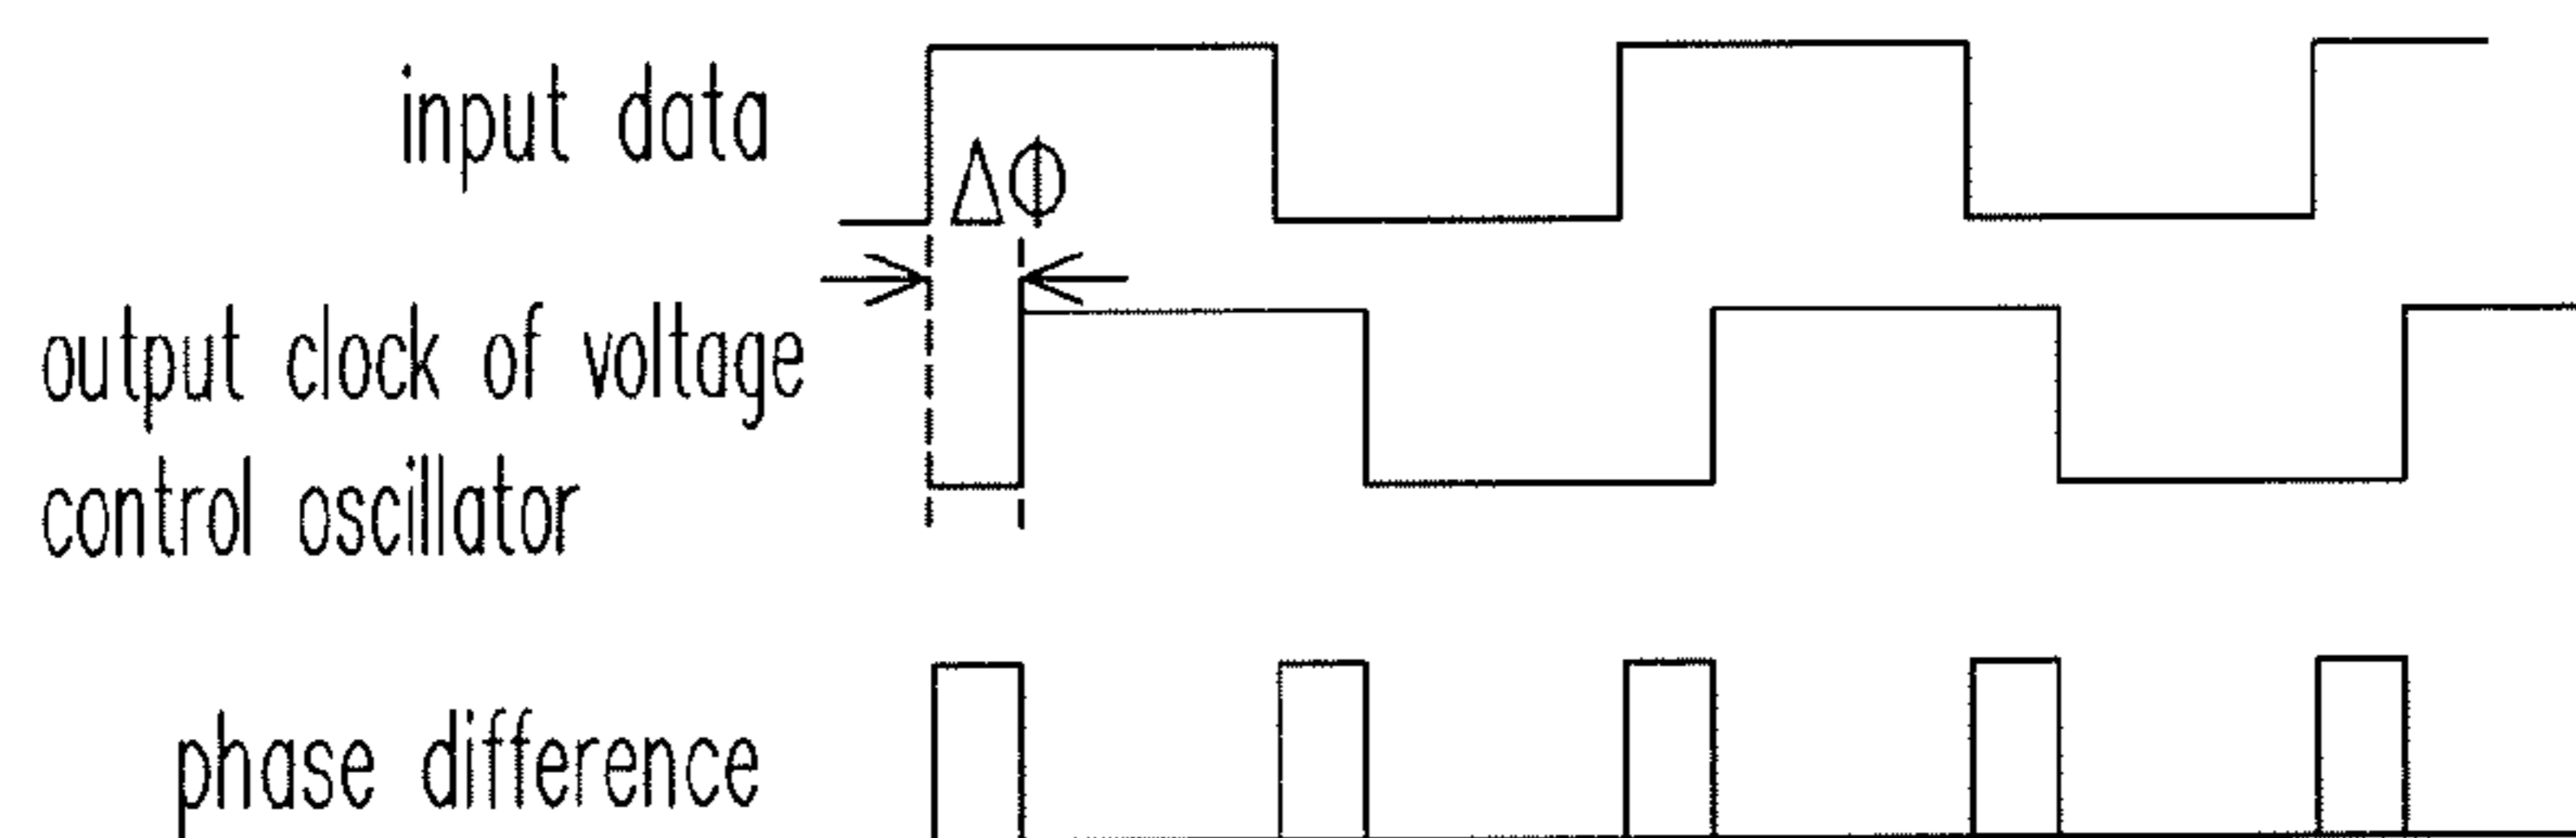 input data
ΔΦ
output clock of voltage
control oscillator
phase difference